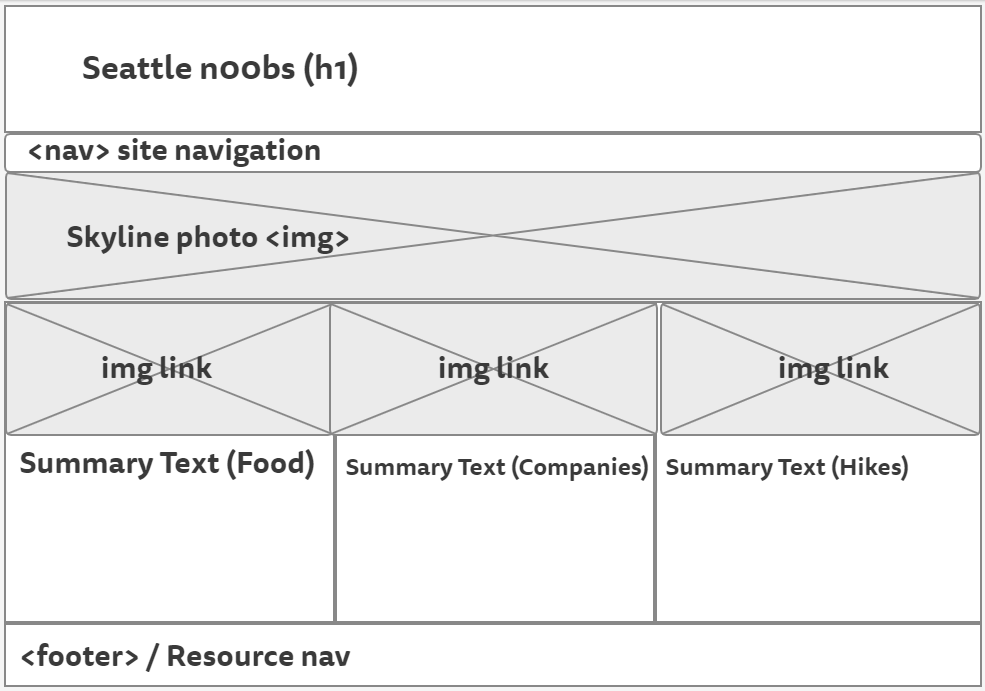 Seattle n00bs (h1)
<nav> site navigation
Skyline photo <img>
img link
img link
img link
Summary Text (Food)
Summary Text (Companies)
Summary Text (Hikes)
<footer> / Resource nav